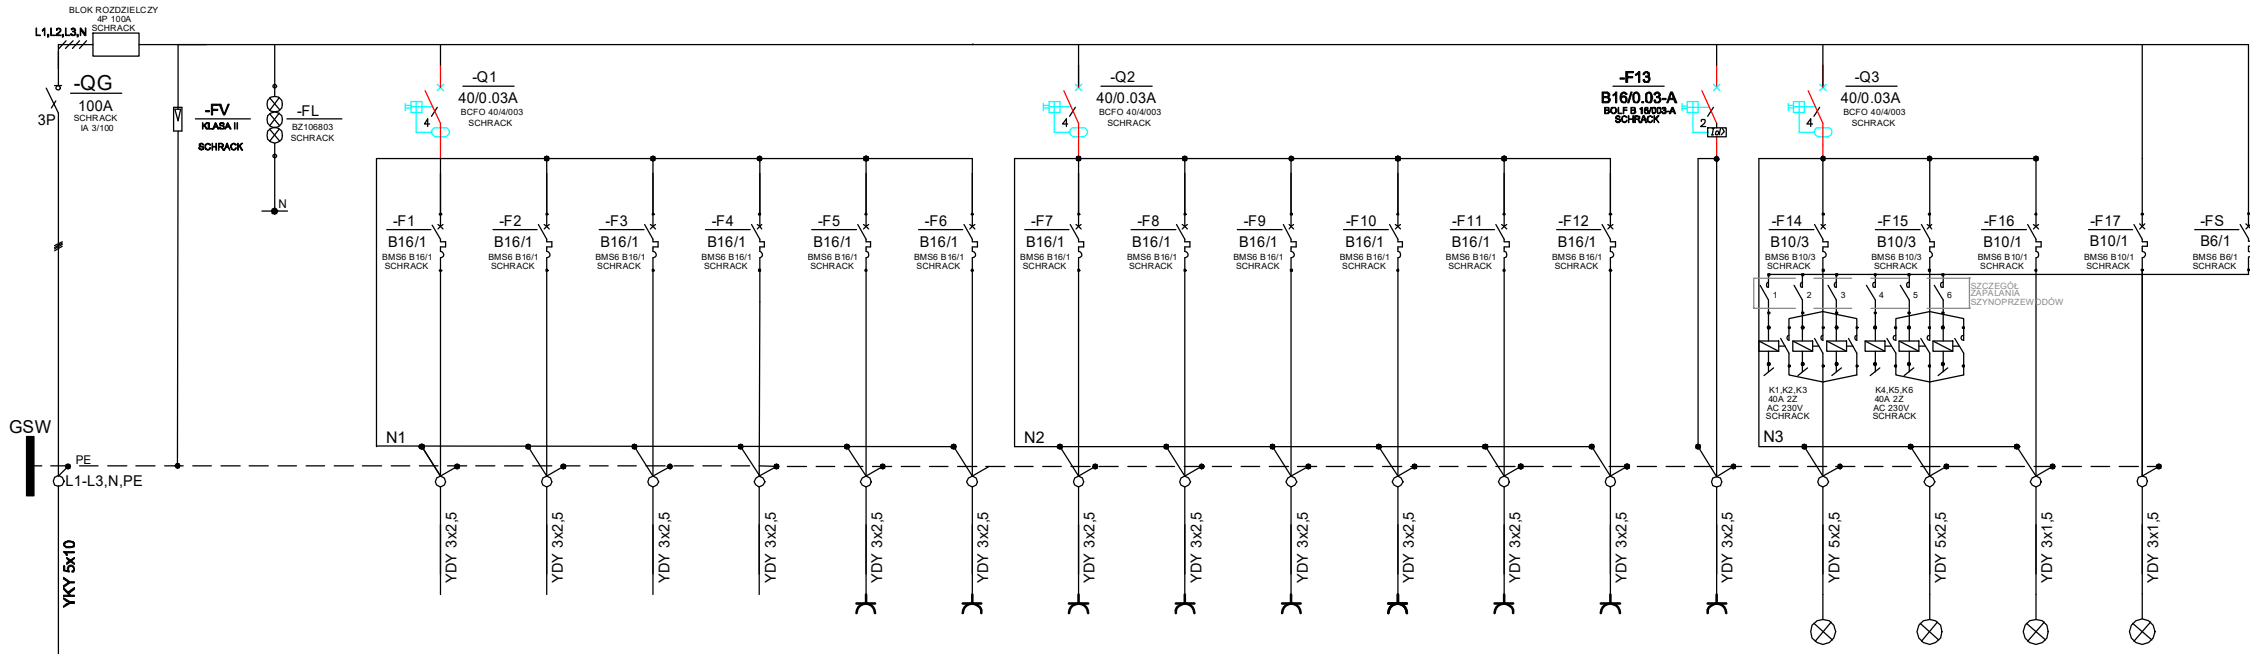 BLOK ROZDZIELCZY
4P 100A
SCHRACK
L1,L2,L3,N
-QG
100A
SCHRACK
IA 3/100
3P
-FV
KLASA II
SCHRACK
-FL
BZ106803
SCHRACK
N
-Q1
40/0.03A
BCFO 40/4/003
SCHRACK
4
-Q2
40/0.03A
BCFO 40/4/003
SCHRACK
4
-F13
B16/0.03-A
BOLF B 16/003-A
SCHRACK
2
-Q3
40/0.03A
BCFO 40/4/003
SCHRACK
4
-F1
B16/1
BMS6 B16/1
SCHRACK
-F2
B16/1
BMS6 B16/1
SCHRACK
-F3
B16/1
BMS6 B16/1
SCHRACK
-F4
B16/1
BMS6 B16/1
SCHRACK
-F5
B16/1
BMS6 B16/1
SCHRACK
-F6
B16/1
BMS6 B16/1
SCHRACK
-F7
B16/1
BMS6 B16/1
SCHRACK
-F8
B16/1
BMS6 B16/1
SCHRACK
-F9
B16/1
BMS6 B16/1
SCHRACK
-F10
B16/1
BMS6 B16/1
SCHRACK
-F11
B16/1
BMS6 B16/1
SCHRACK
-F12
B16/1
BMS6 B16/1
SCHRACK
-F14
B10/3
BMS6 B10/3
SCHRACK
-F15
B10/3
BMS6 B10/3
SCHRACK
-F16
B10/1
BMS6 B10/1
SCHRACK
-F17
B10/1
BMS6 B10/1
SCHRACK
-FS
B6/1
BMS6 B6/1
SCHRACK
1
2
3
4
5
6
SZCZEGÓŁ
ZAPALANIA
SZYNOPRZEWODÓW
K1,K2,K3
40A 2Z
AC 230V
SCHRACK
K4,K5,K6
40A 2Z
AC 230V
SCHRACK
GSW
N1
N2
N3
PE
L1-L3,N,PE
YKY 5x10
YDY 3x2,5
YDY 3x2,5
YDY 3x2,5
YDY 3x2,5
YDY 3x2,5
YDY 3x2,5
YDY 3x2,5
YDY 3x2,5
YDY 3x2,5
YDY 3x2,5
YDY 3x2,5
YDY 3x2,5
YDY 3x2,5
YDY 5x2,5
YDY 5x2,5
YDY 3x1,5
YDY 3x1,5